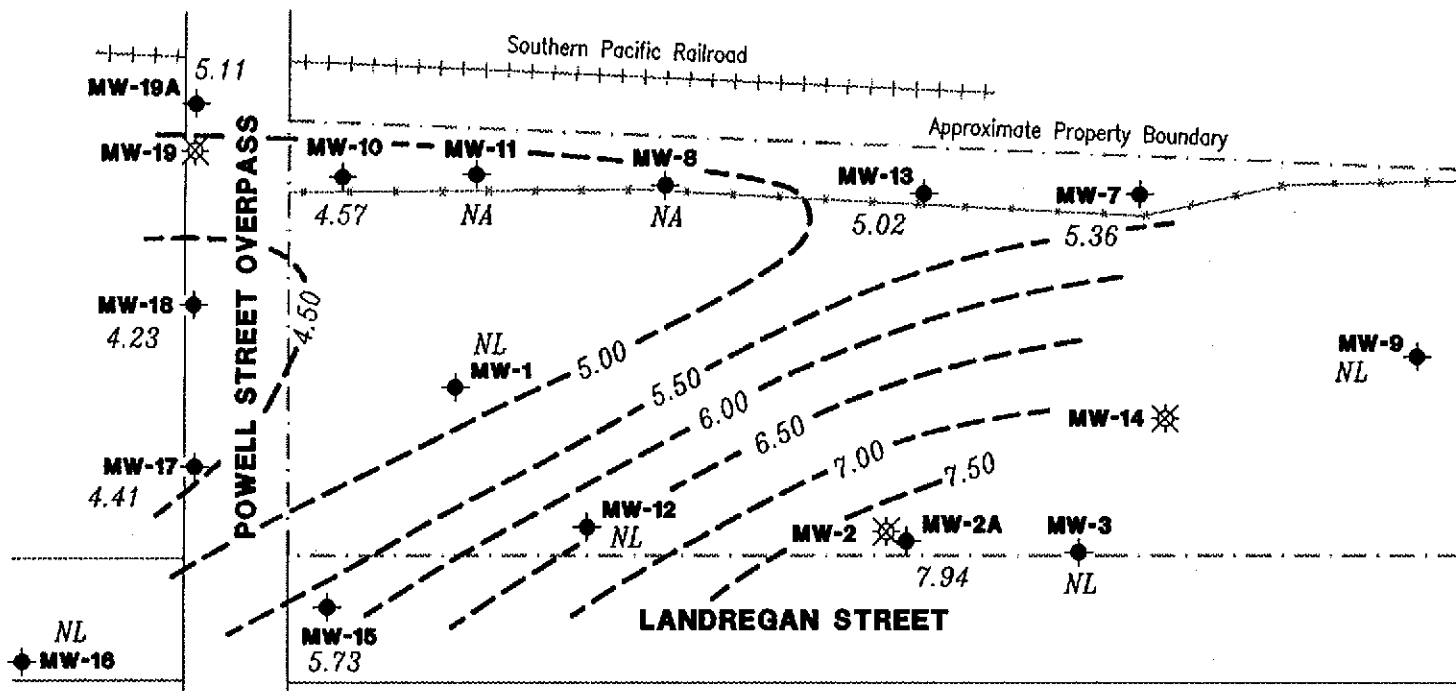 Southern Pacific Railroad
5.11
MW-19A
MW-19
POWELL STREET OVERPASS
Approximate Property Boundary
MW-10
MW-11
MW-8
MW-13
MW-7
4.57
NA
NA
5.02
5.36
MW-18
4.23
4.50
NL
MW-1
5.00
5.50
6.00
6.50
7.00
7.50
MW-9
NL
MW-14
MW-17
4.41
MW-12
NL
MW-2
MW-2A
MW-3
7.94
NL
LANDREGAN STREET
NL
MW-16
MW-15
5.73